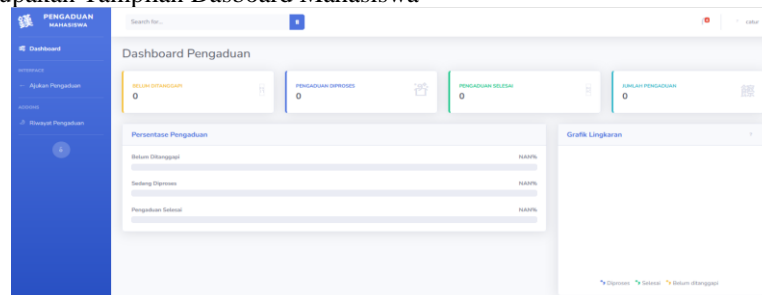 upakan Tampilan Dasboard Mahasiswa
PENGADUAN
MAHASISWA
Search for...
catur
Dashboard
Dashboard Pengaduan
INTERFACE
Ajukan Pengaduan
BELUM DITANGGAPI
0
PENGADUAN DIPROSES
0
PENGADUAN SELESAI
0
JUMLAH PENGADUAN
0
ADDONS
Riwayat Pengaduan
Persentase Pengaduan
Grafik Lingkaran
Belum Ditanggapi NAN%
Sedang Diproses NAN%
Pengaduan Selesai NAN%
Diproses Selesai Belum ditanggapi